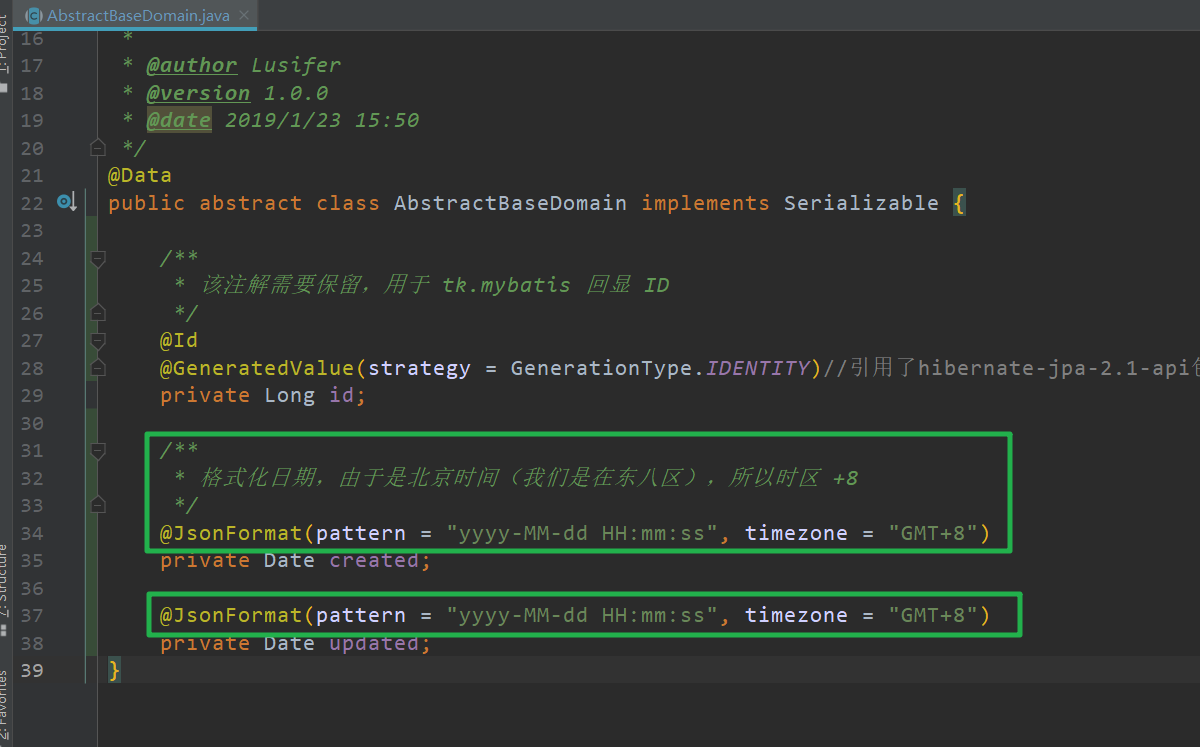 AbstractBaseDomain.java
1: Project
16 *
17 * @author Lusifer
18 * @version 1.0.0
19 * @date 2019/1/23 15:50
20 */
21 @Data
22 public abstract class AbstractBaseDomain implements Serializable {
23
24 /**
25 * 该注解需要保留，用于 tk.mybatis 回显 ID
26 */
27 @Id
28 @GeneratedValue(strategy = GenerationType.IDENTITY)//引用了hibernate-jpa-2.1-api
29 private Long id;
30
31 /**
32 * 格式化日期，由于是北京时间（我们是在东八区），所以时区 +8
33 */
34 @JsonFormat(pattern = "yyyy-MM-dd HH:mm:ss", timezone = "GMT+8")
35 private Date created;
36
37 @JsonFormat(pattern = "yyyy-MM-dd HH:mm:ss", timezone = "GMT+8")
38 private Date updated;
39 }
7: Structure
2: Favorites